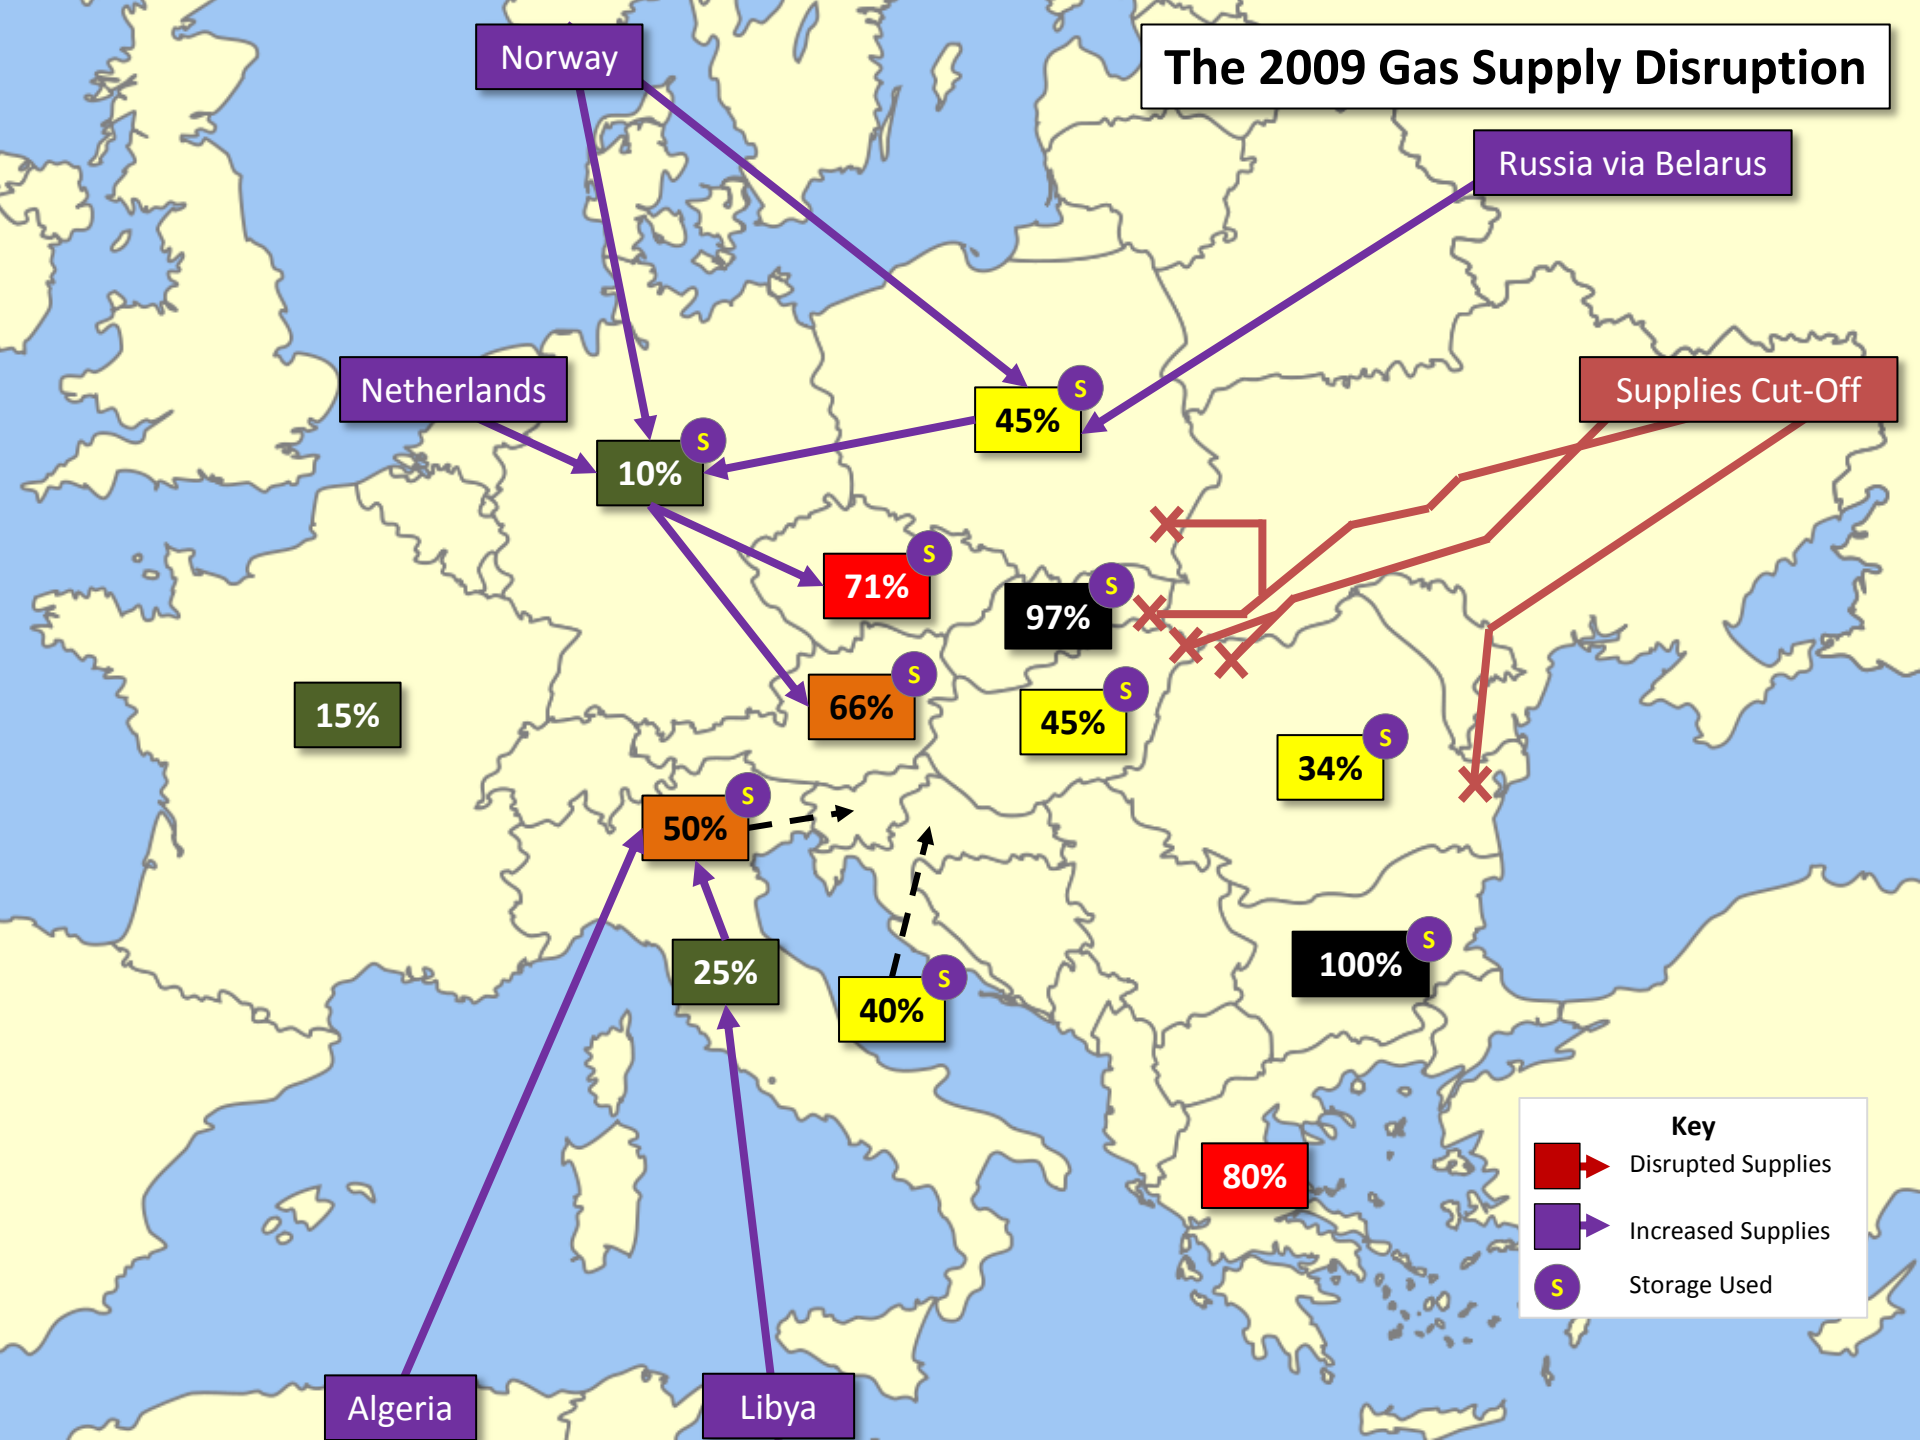 Norway
The 2009 Gas Supply Disruption
Russia via Belarus
Netherlands
Supplies Cut-Off
S
45%
S
10%
S
71%
S
97%
S
66%
S
45%
15%
S
34%
S
50%
S
100%
25%
S
40%
80%
Key
Disrupted Supplies
Increased Supplies
S Storage Used
Algeria
Libya